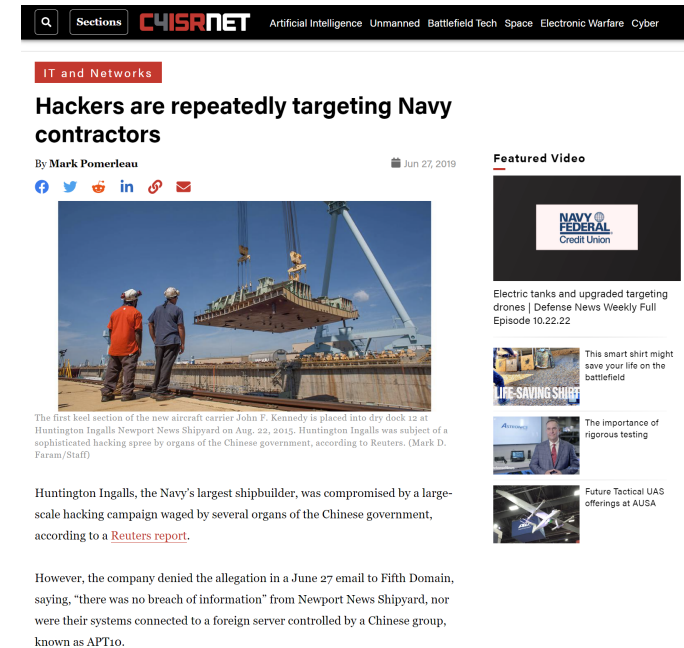 Sections
C4ISRNET
Artificial Intelligence Unmanned Battlefield Tech Space Electronic Warfare Cyber
IT and Networks
Hackers are repeatedly targeting Navy
contractors
By Mark Pomerleau
Jun 27, 2019
in
The first keel section of the new aircraft carrier John F. Kennedy is placed into dry dock 12 at
Huntington Ingalls Newport News Shipyard on Aug. 22, 2015. Huntington Ingalls was subject of a
sophisticated hacking spree by organs of the Chinese government, according to Reuters. (Mark D.
Faram/Staff)
Huntington Ingalls, the Navy’s largest shipbuilder, was compromised by a large-
scale hacking campaign waged by several organs of the Chinese government,
according to a Reuters report.
However, the company denied the allegation in a June 27 email to Fifth Domain,
saying, “there was no breach of information” from Newport News Shipyard, nor
were their systems connected to a foreign server controlled by a Chinese group,
known as APT10.
Featured Video
NAVY
FEDERAL
Credit Union
Electric tanks and upgraded targeting
drones | Defense News Weekly Full
Episode 10.22.22
LIFE-SAVING SHIRT
This smart shirt might
save your life on the
battlefield
The importance of
rigorous testing
Future Tactical UAS
offerings at AUSA